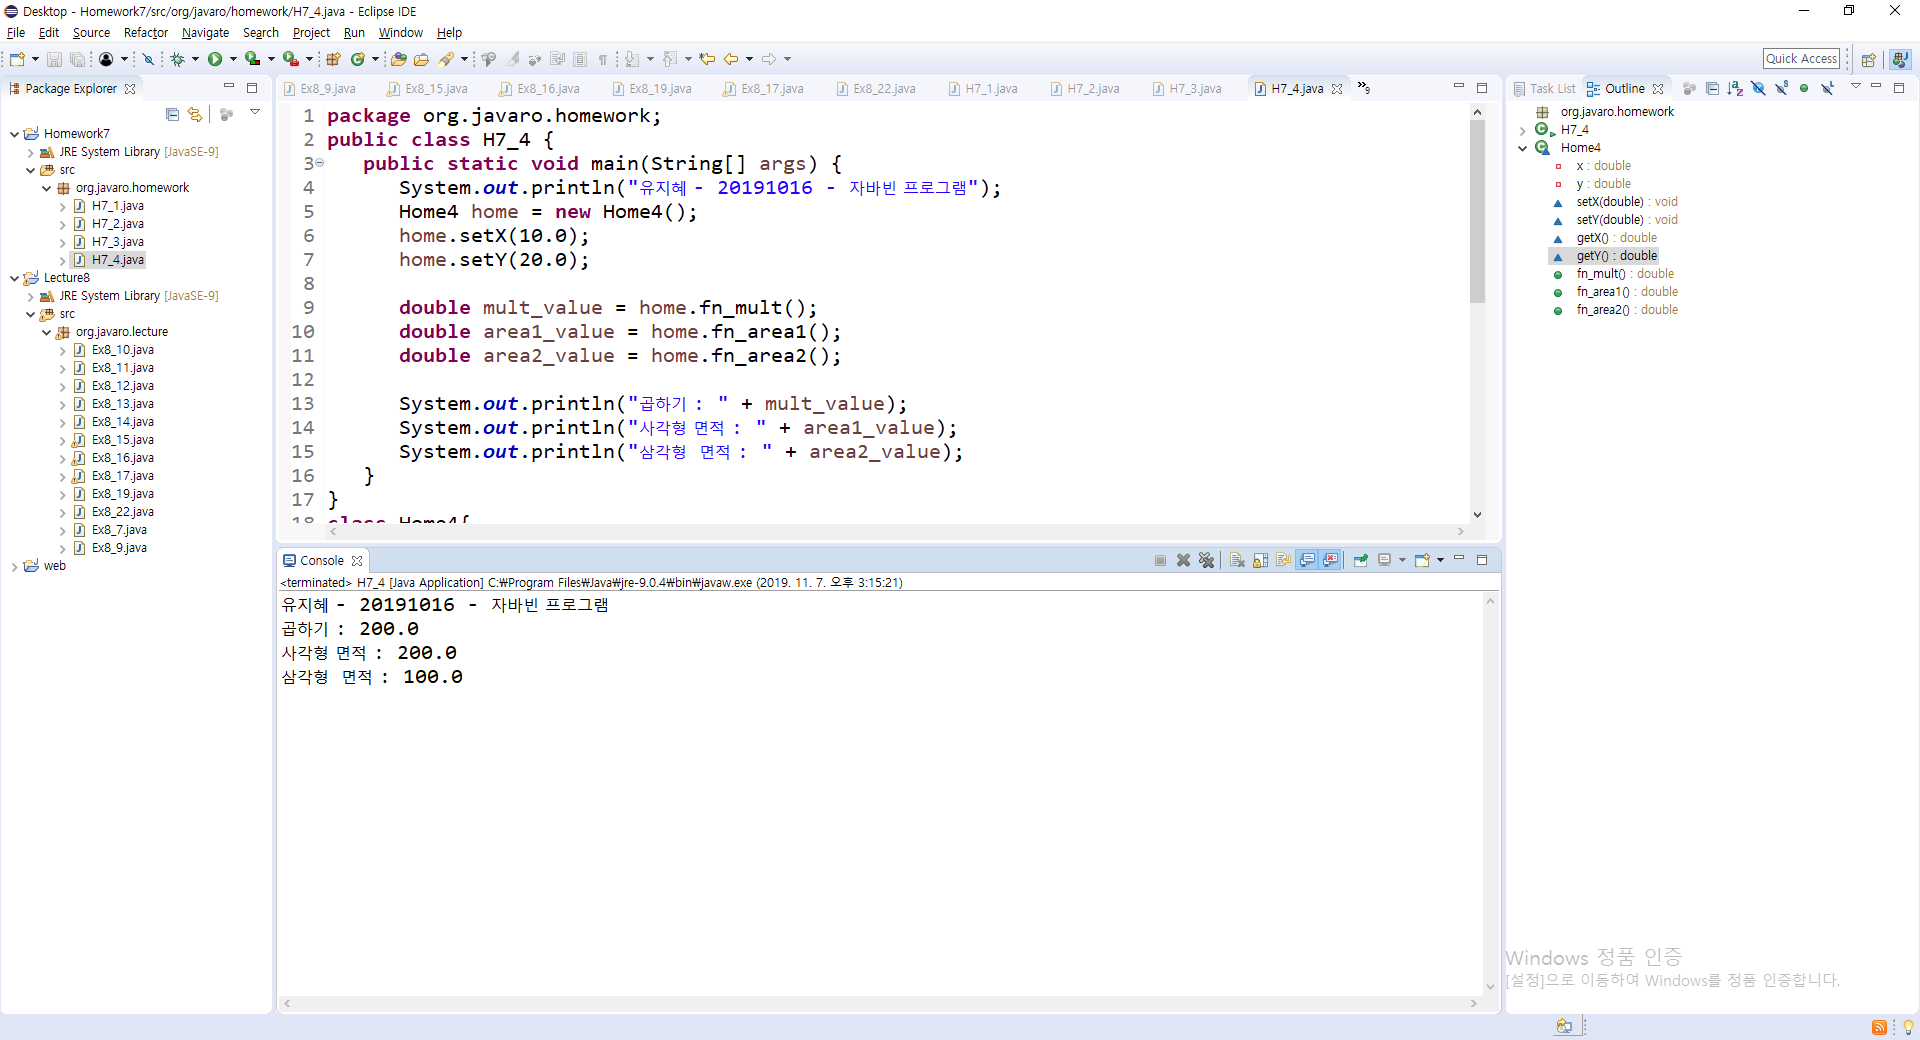 Desktop - Homework7/src/org/javaro/homework/H7_4.java - Eclipse IDE
File Edit Source Refactor Navigate Search Project Run Window Help
Quick Access
Package Explorer
Homework7
JRE System Library [JavaSE-9]
src
org.javaro.homework
H7_1.java
H7_2.java
H7_3.java
H7_4.java
Lecture8
JRE System Library [JavaSE-9]
src
org.javaro.lecture
Ex8_10.java
Ex8_11.java
Ex8_12.java
Ex8_13.java
Ex8_14.java
Ex8_15.java
Ex8_16.java
Ex8_17.java
Ex8_19.java
Ex8_22.java
Ex8_7.java
Ex8_9.java
web
Ex8_9.java Ex8_15.java Ex8_16.java Ex8_19.java Ex8_17.java Ex8_22.java H7_1.java H7_2.java H7_3.java H7_4.java »9
1 package org.javaro.homework;
2 public class H7_4 {
3 public static void main(String[] args) {
4 System.out.println("유지혜 - 20191016 - 자바빈 프로그램");
5 Home4 home = new Home4();
6 home.setX(10.0);
7 home.setY(20.0);
8
9 double mult_value = home.fn_mult();
10 double area1_value = home.fn_area1();
11 double area2_value = home.fn_area2();
12
13 System.out.println("곱하기 : " + mult_value);
14 System.out.println("사각형 면적 : " + area1_value);
15 System.out.println("삼각형  면적 : " + area2_value);
16 }
17 }
18 class Home4{
Console
<terminated> H7_4 [Java Application] C:₩Program Files₩Java₩jre-9.0.4₩bin₩javaw.exe (2019. 11. 7. 오후 3:15:21)
유지혜 - 20191016 - 자바빈 프로그램
곱하기 : 200.0
사각형 면적 : 200.0
삼각형  면적 : 100.0
Task List Outline
org.javaro.homework
H7_4
Home4
x : double
y : double
setX(double) : void
setY(double) : void
getX() : double
getY() : double
fn_mult() : double
fn_area1() : double
fn_area2() : double
Windows 정품 인증
[설정]으로 이동하여 Windows를 정품 인증합니다.